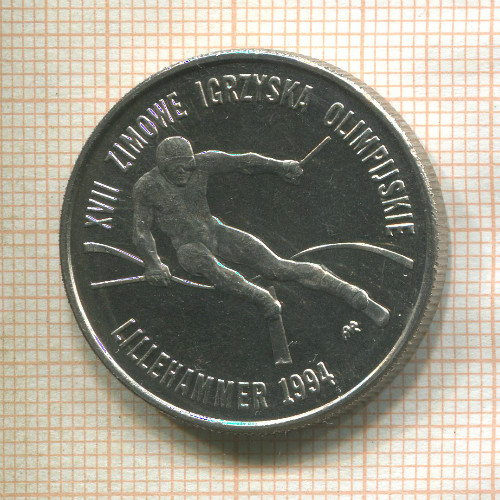 XVII ZIMOWE IGRZYSKA OLIMPIJSKIE
LILLEHAMMER 1994